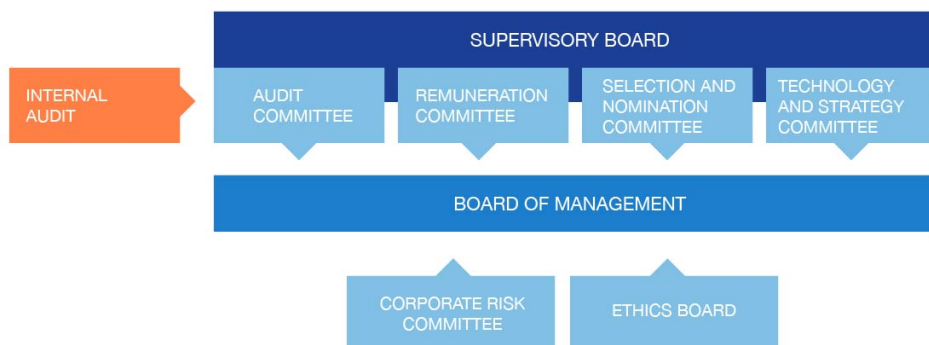 SUPERVISORY BOARD
INTERNAL
AUDIT
AUDIT
COMMITTEE
REMUNERATION
COMMITTEE
SELECTION AND
NOMINATION
COMMITTEE
TECHNOLOGY
AND STRATEGY
COMMITTEE
BOARD OF MANAGEMENT
CORPORATE RISK
COMMITTEE
ETHICS BOARD